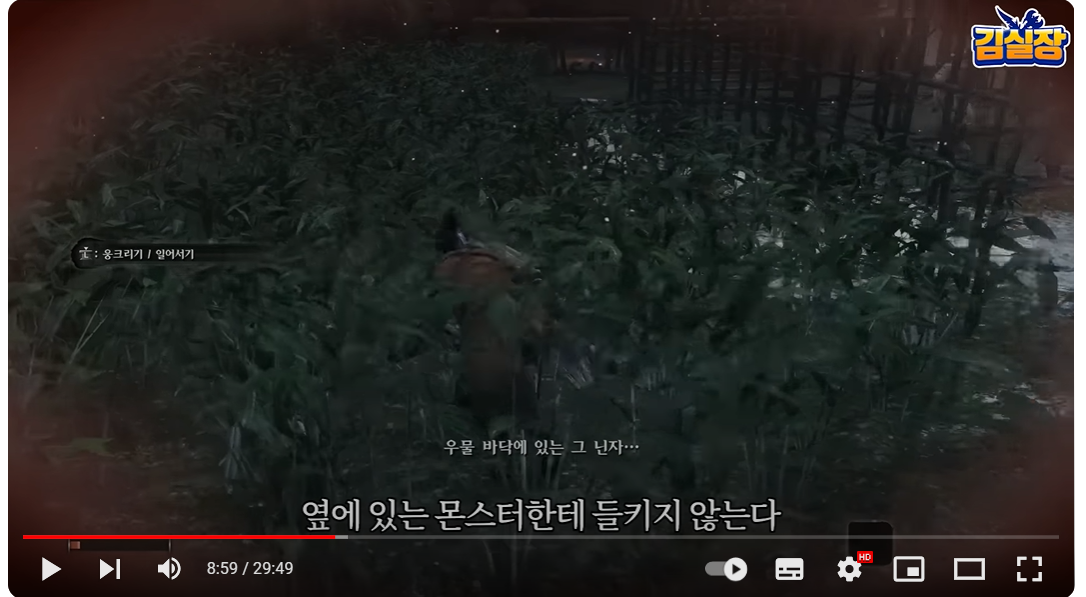 김실장
: 웅크리기 / 일어서기
우물 바닥에 있는 그 닌자…
옆에 있는 몬스터한테 들키지 않는다
HD
8:59 / 29:49